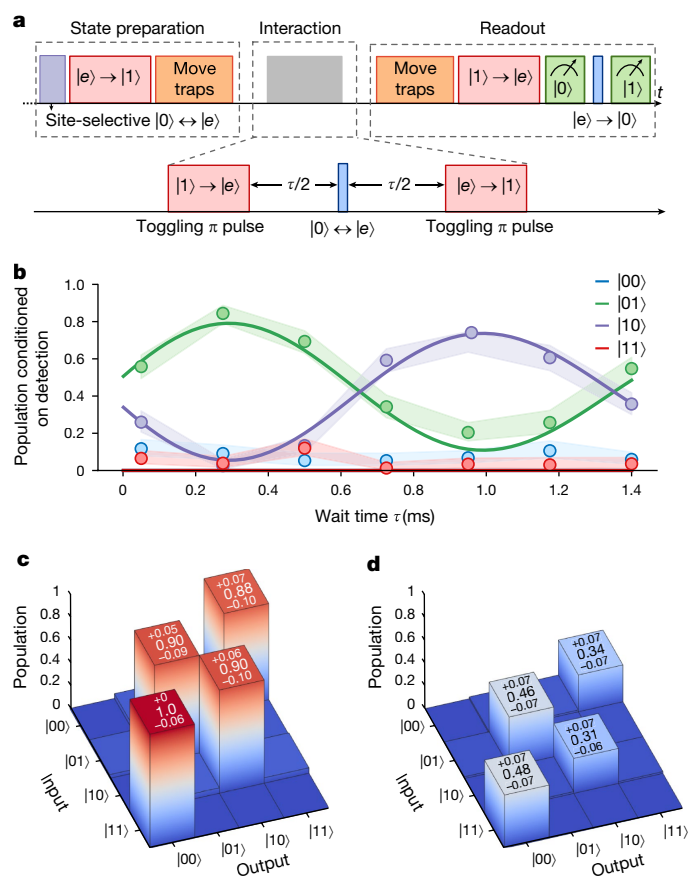 a
State preparation
Interaction
Readout
|e⟩ → |1⟩
Move
traps
Move
traps
|1⟩ → |e⟩
|0⟩
|1⟩
t
Site-selective |0⟩ ↔ |e⟩
|e⟩ → |0⟩
|1⟩ → |e⟩
τ/2
τ/2
|e⟩ → |1⟩
Toggling π pulse
|0⟩ ↔ |e⟩
Toggling π pulse
b
Population conditioned
on detection
1.0
0.8
0.6
0.4
0.2
0
|00⟩
|01⟩
|10⟩
|11⟩
0
0.2
0.4
0.6
0.8
1.0
1.2
1.4
Wait time τ (ms)
c
Population
1
0.8
0.6
0.4
0.2
0
+0.07
0.88
−0.10
+0.05
0.90
−0.09
+0.06
0.90
−0.10
+0
1.0
−0.06
|00⟩
|01⟩
|10⟩
|11⟩
Input
|00⟩
|01⟩
|10⟩
|11⟩
Output
d
Population
1
0.8
0.6
0.4
0.2
0
+0.07
0.34
−0.07
+0.07
0.46
−0.07
+0.07
0.31
−0.06
+0.07
0.48
−0.07
|00⟩
|01⟩
|10⟩
|11⟩
Input
|00⟩
|01⟩
|10⟩
|11⟩
Output